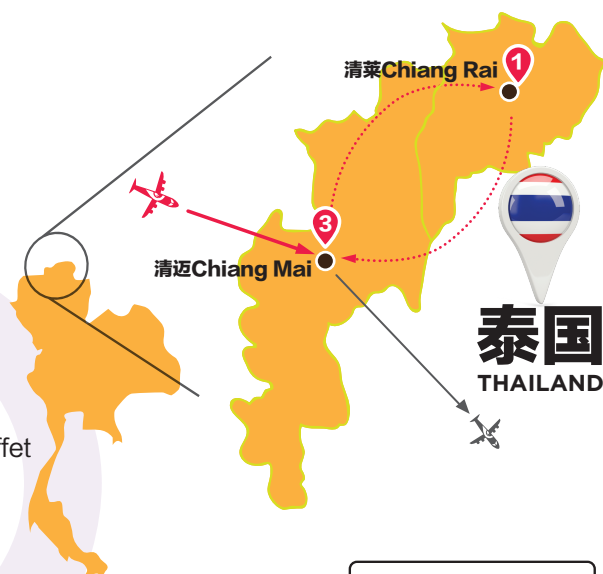 清莱Chiang Rai
1
3
清迈Chiang Mai
泰国
THAILAND
ffet